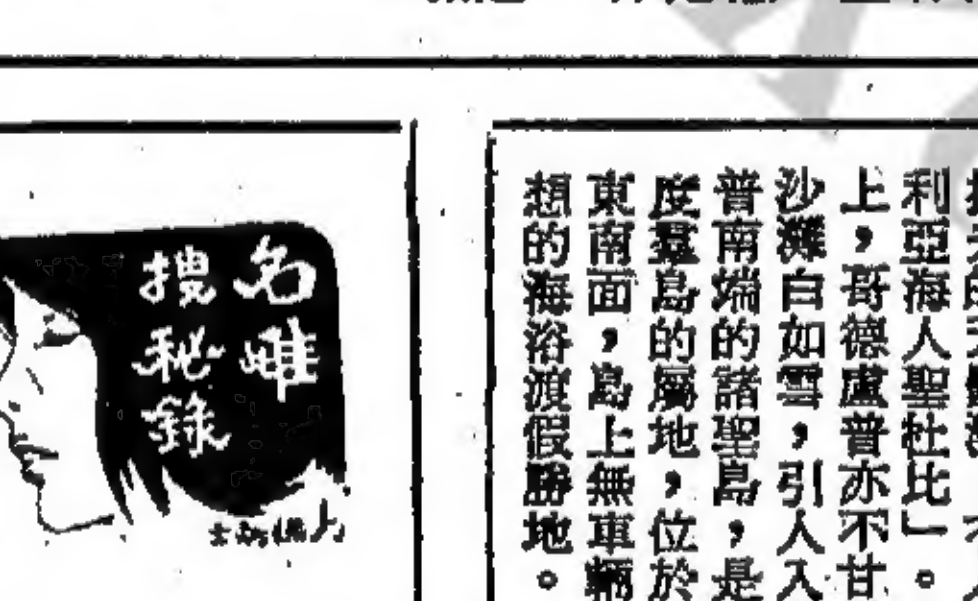 利亞海人聖杜比」。
上，哥德盧普亦不甘
沙灘白如雲，引人入
普南端的諸聖島，是
度羣島的屬地，位於
東南面，島上無車輛
想的海浴渡假勝地。
名雌
搜秘錄